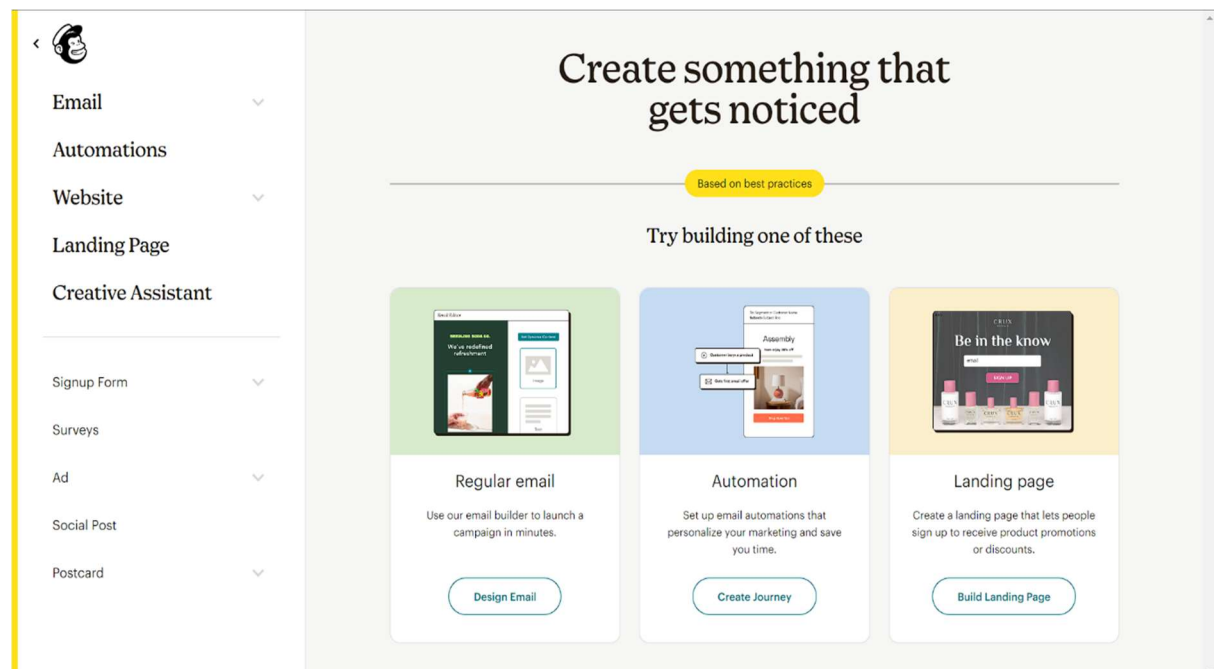 Email
Automations
Website
Landing Page
Creative Assistant
Signup Form
Surveys
Ad
Social Post
Postcard
Create something that
gets noticed
Based on best practices
Try building one of these
We've redefined
refreshment
Image
Regular email
Use our email builder to launch a
campaign in minutes.
Design Email
Assembly
Automation
Set up email automations that
personalize your marketing and save
you time.
Create Journey
CRUX
Be in the know
email
SIGN UP
Landing page
Create a landing page that lets people
sign up to receive product promotions
or discounts.
Build Landing Page